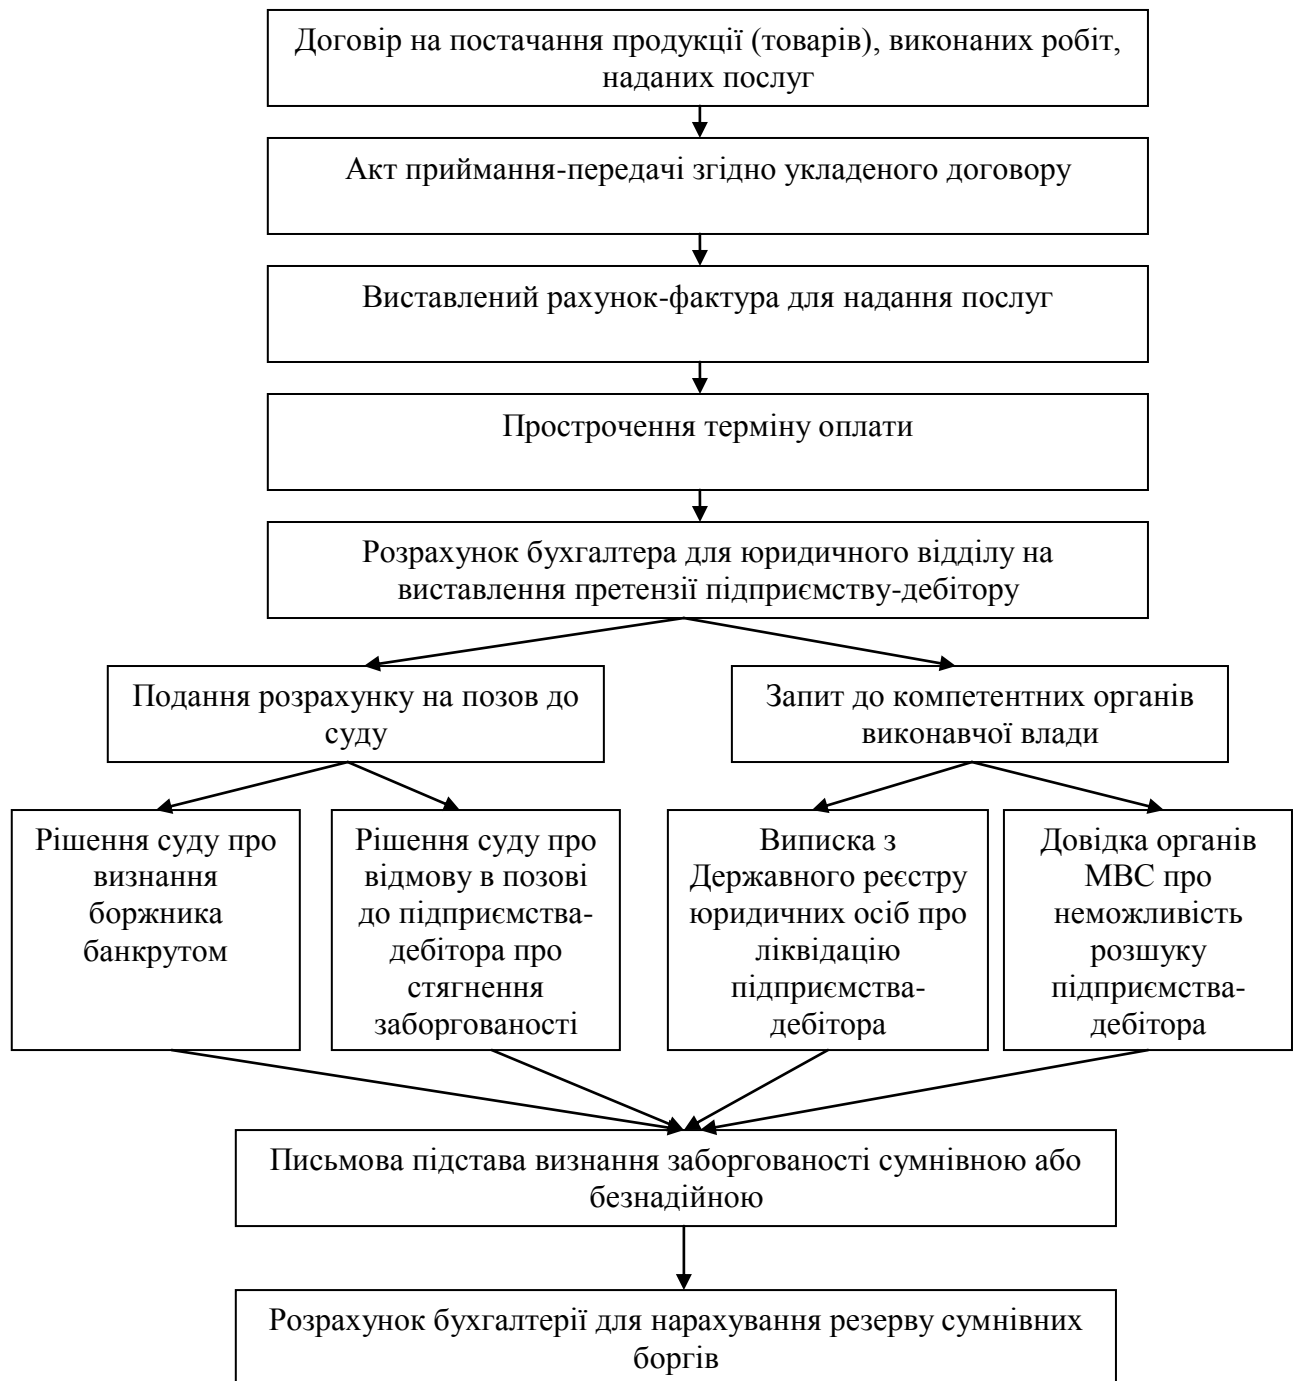 Договір на постачання продукції (товарів), виконаних робіт,
наданих послуг
Акт приймання-передачі згідно укладеного договору
Виставлений рахунок-фактура для надання послуг
Прострочення терміну оплати
Розрахунок бухгалтера для юридичного відділу на
виставлення претензії підприємству-дебітору
Подання розрахунку на позов до
суду
Запит до компетентних органів
виконавчої влади
Рішення суду про
визнання
боржника
банкрутом
Рішення суду про
відмову в позові
до підприємства-
дебітора про
стягнення
заборгованості
Виписка з
Державного реєстру
юридичних осіб про
ліквідацію
підприємства-
дебітора
Довідка органів
МВС про
неможливість
розшуку
підприємства-
дебітора
Письмова підстава визнання заборгованості сумнівною або
безнадійною
Розрахунок бухгалтерії для нарахування резерву сумнівних
боргів